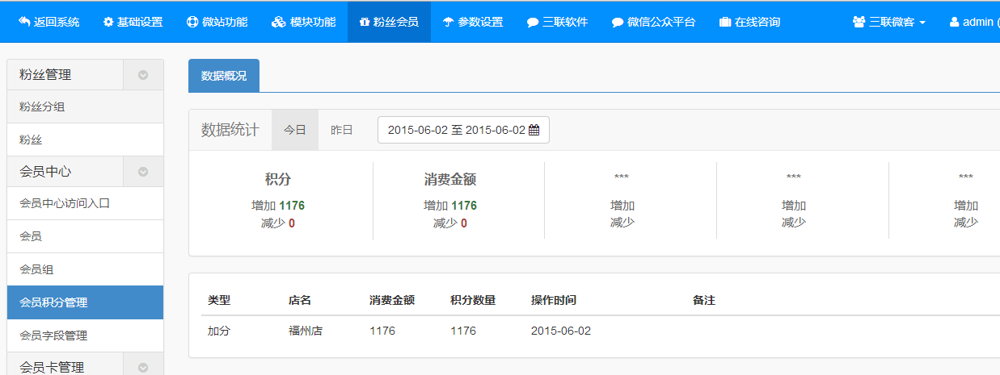 返回系统 基础设置 微站功能 模块功能 粉丝会员 参数设置 三联软件 微信公众平台 在线咨询 三联微客 admin (
粉丝管理
粉丝分组
粉丝
会员中心
会员中心访问入口
会员
会员组
会员积分管理
会员字段管理
会员卡管理
数据概况
数据统计 今日 昨日 2015-06-02 至 2015-06-02
积分 消费金额 *** *** ***
增加 1176 增加 1176 增加 增加 增加
减少 0 减少 0 减少 减少 减少
类型 店名 消费金额 积分数量 操作时间 备注
加分 福州店 1176 1176 2015-06-02